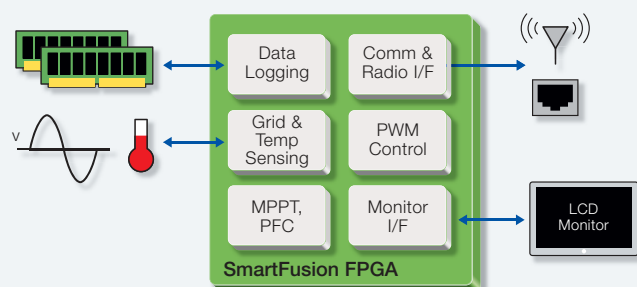 Data
Logging
Comm &
Radio I/F
V
Grid &
Temp
Sensing
PWM
Control
MPPT,
PFC
Monitor
I/F
LCD
Monitor
SmartFusion FPGA